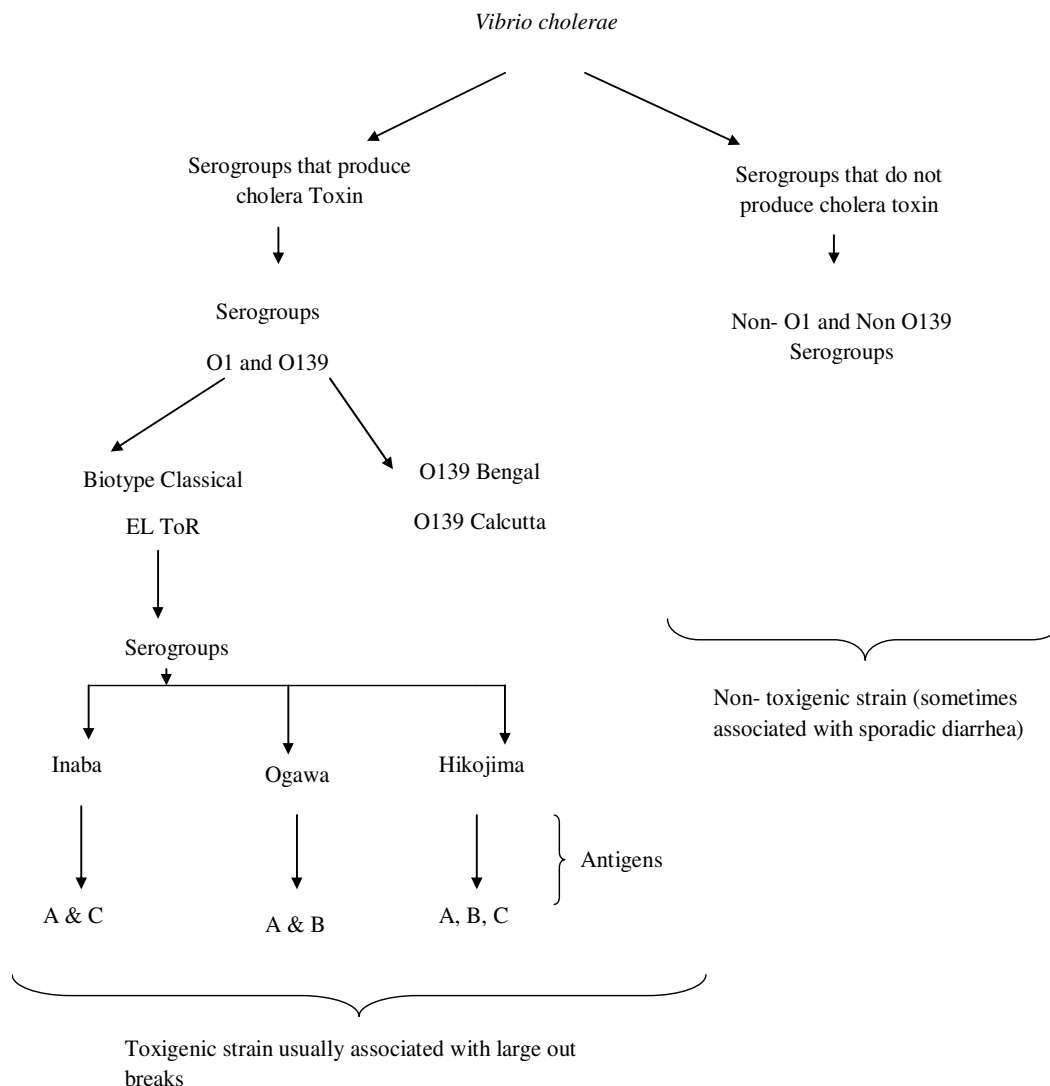 Vibrio cholerae
Serogroups that produce
cholera Toxin
Serogroups that do not
produce cholera toxin
Serogroups
O1 and O139
Non- O1 and Non O139
Serogroups
Biotype Classical
EL ToR
O139 Bengal
O139 Calcutta
Serogroups
Non- toxigenic strain (sometimes
associated with sporadic diarrhea)
Inaba
Ogawa
Hikojima
Antigens
A & C
A & B
A, B, C
Toxigenic strain usually associated with large out
breaks